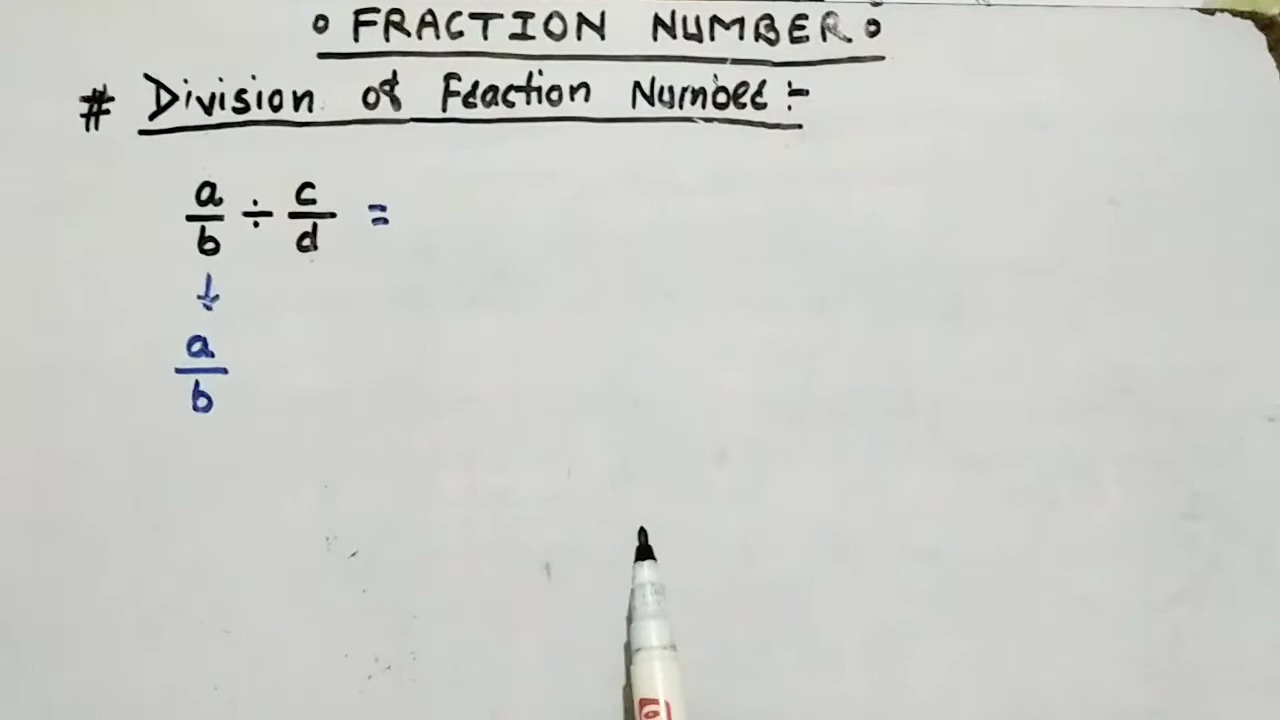 ∘ FRACTION NUMBER ∘
# Division of Fraction Number :-
a/b ÷ c/d =
↓
a/b